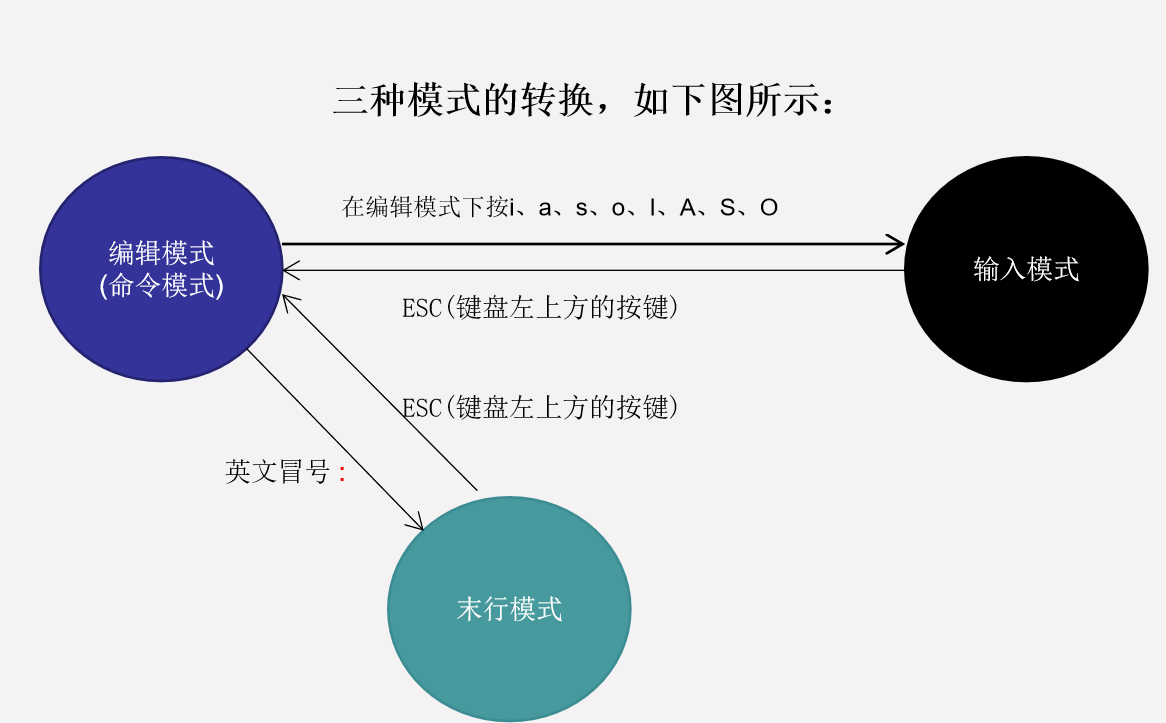 三种模式的转换，如下图所示：
在编辑模式下按i、a、s、o、I、A、S、O
编辑模式
(命令模式)
输入模式
ESC(键盘左上方的按键)
ESC(键盘左上方的按键)
英文冒号:
末行模式